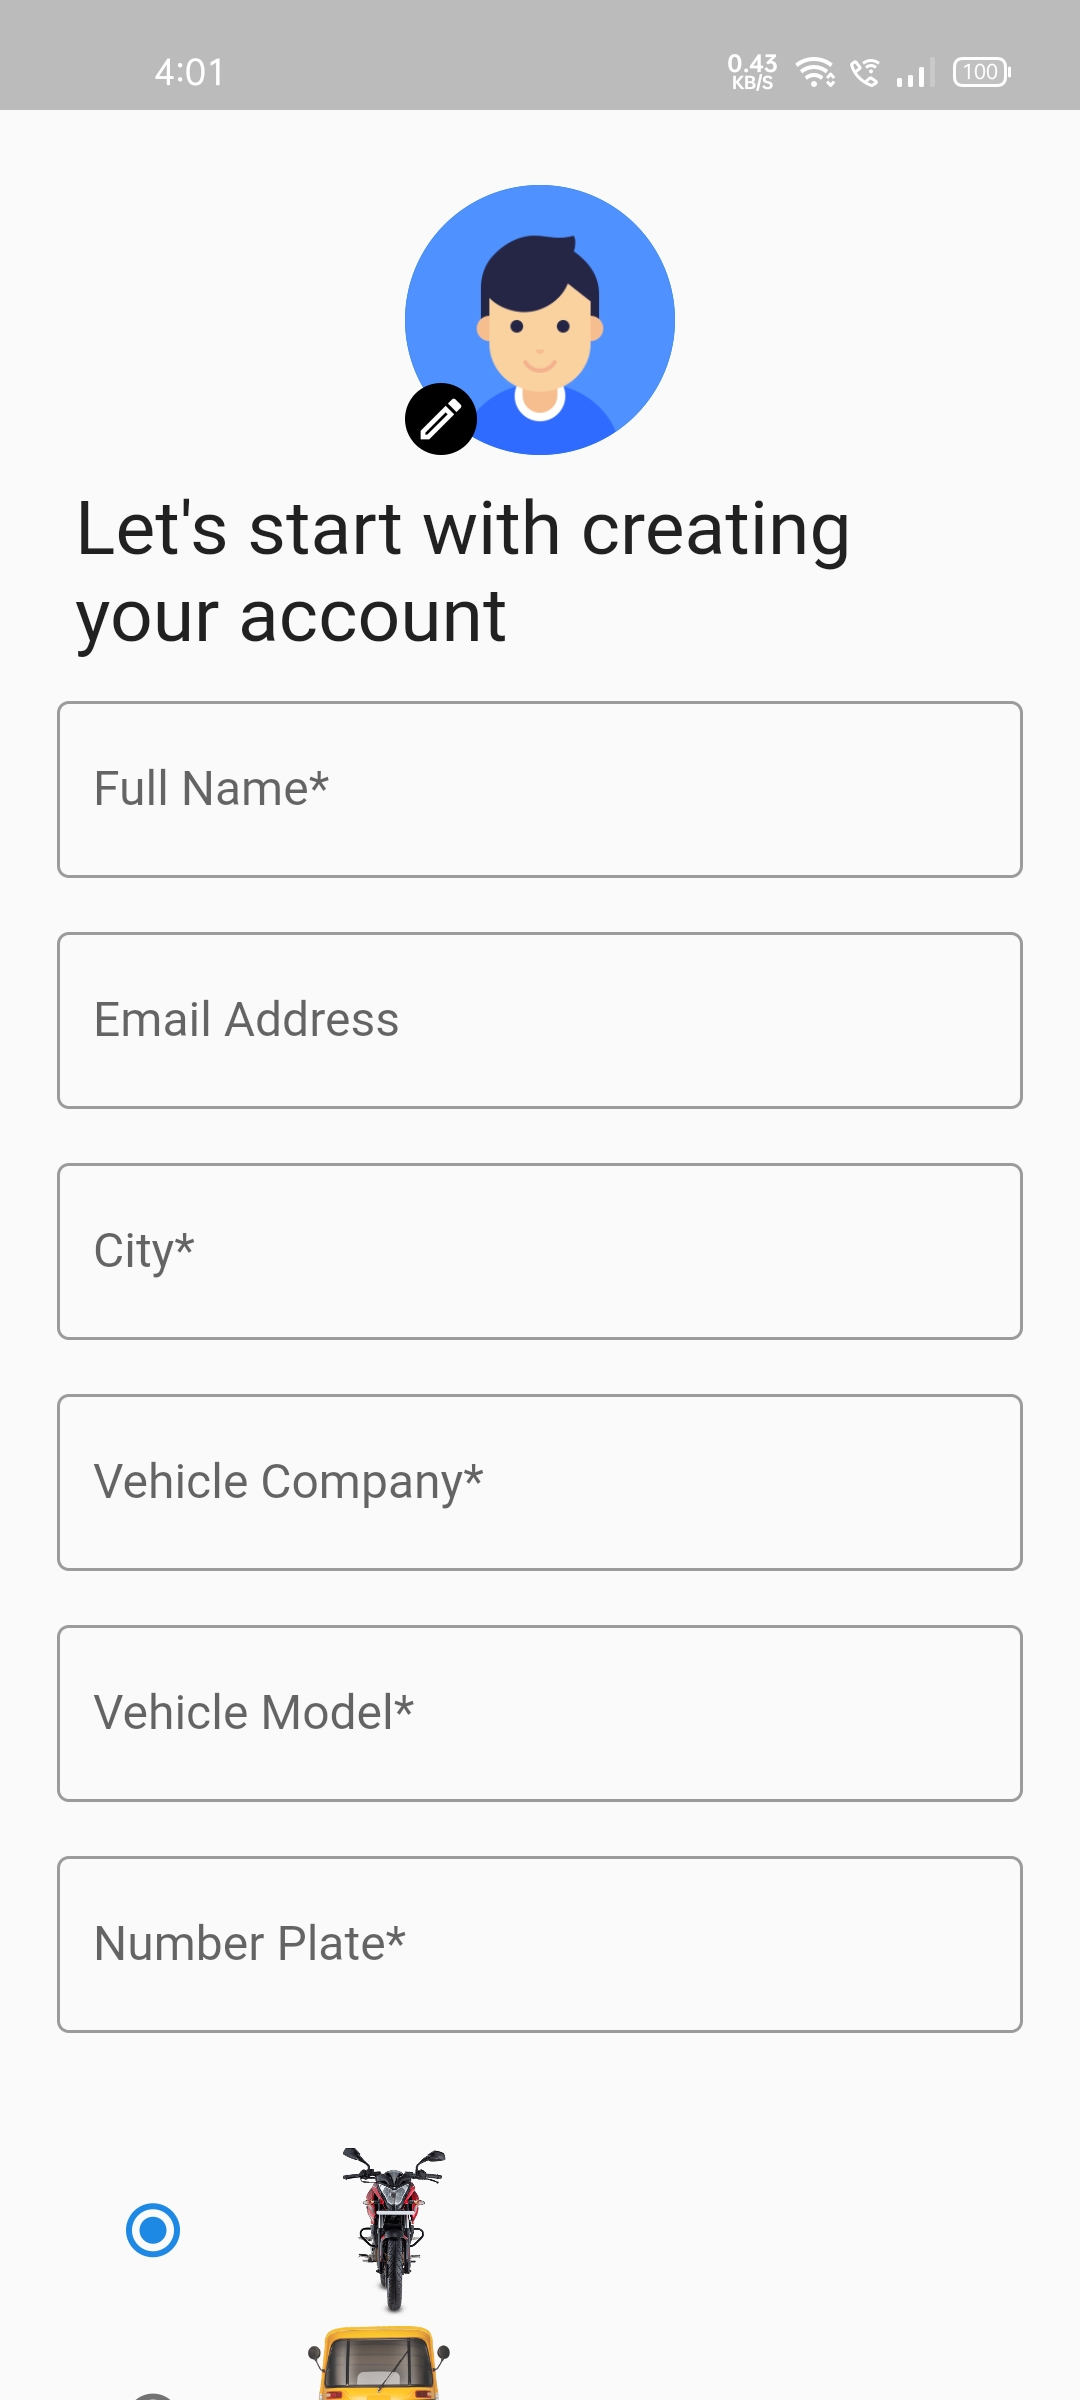 4:01
0.43
KB/S
100
Let's start with creating
your account
Full Name*
Email Address
City*
Vehicle Company*
Vehicle Model*
Number Plate*